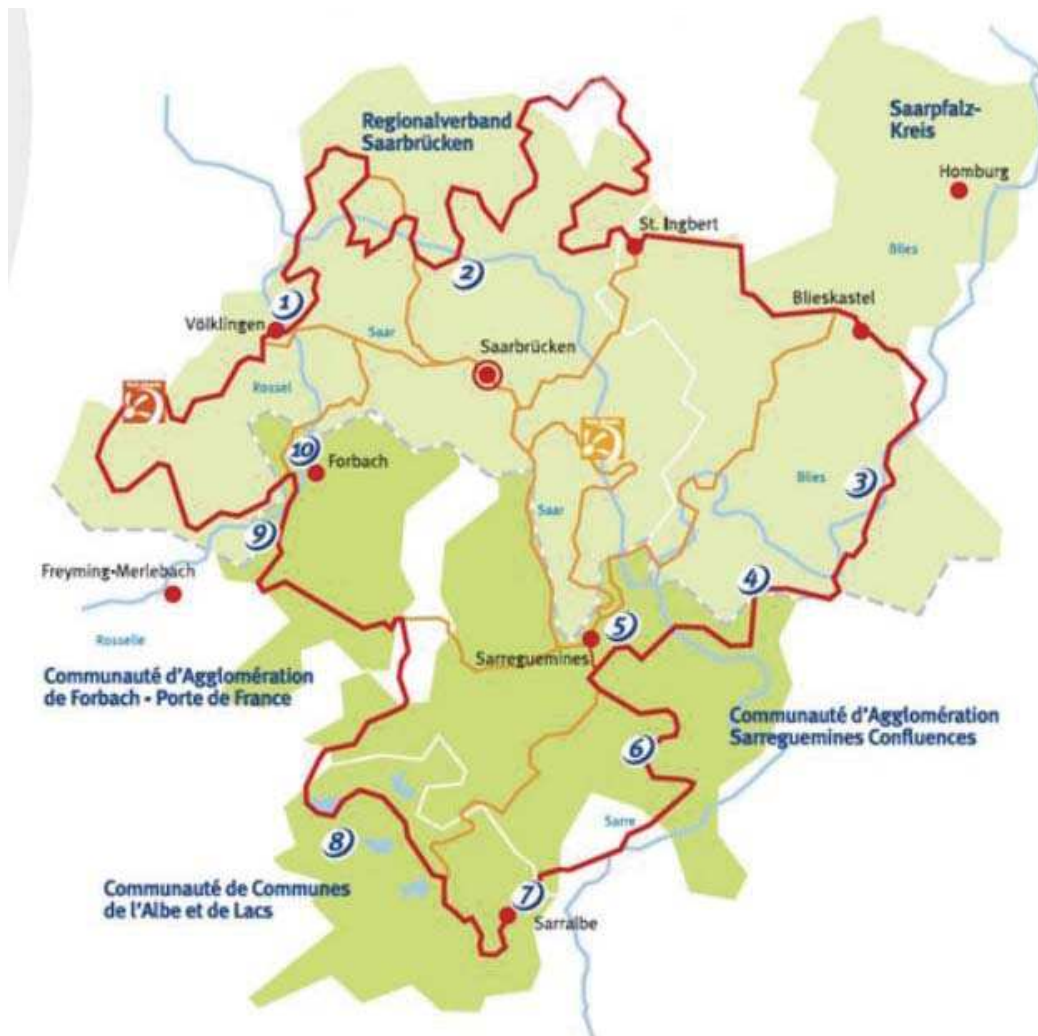 Regionalverband
Saarbrücken
Saarpfalz-
Kreis
Homburg
St. Ingbert
Blies
2
1
Blieskastel
Völklingen
Saar
Saarbrücken
Rossel
10
Forbach
Blies
3
Saar
9
Freyming-Merlebach
4
5
Rosselle
Sarreguemines
Communauté d'Agglomération
de Forbach - Porte de France
Communauté d'Agglomération
Sarreguemines Confluences
6
Sarre
8
Communauté de Communes
de l'Albe et de Lacs
7
Sarralbe